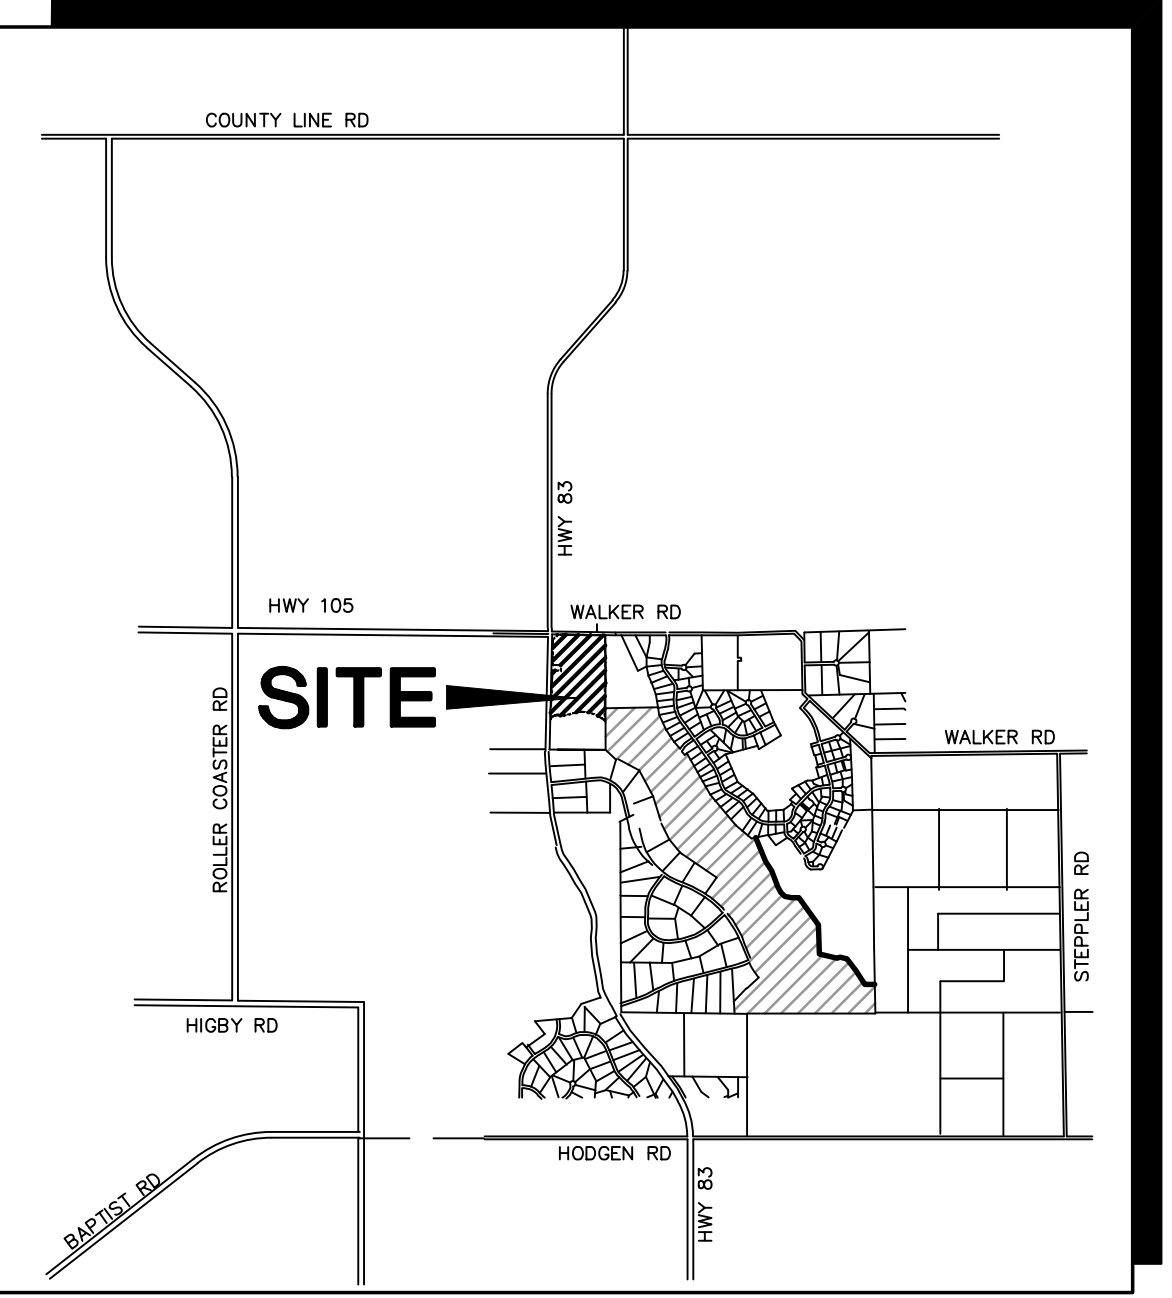 COUNTY LINE RD
HWY 83
HWY 105
WALKER RD
SITE
ROLLER COASTER RD
WALKER RD
STEPPLER RD
HIGBY RD
HODGEN RD
BAPTIST RD
HWY 83